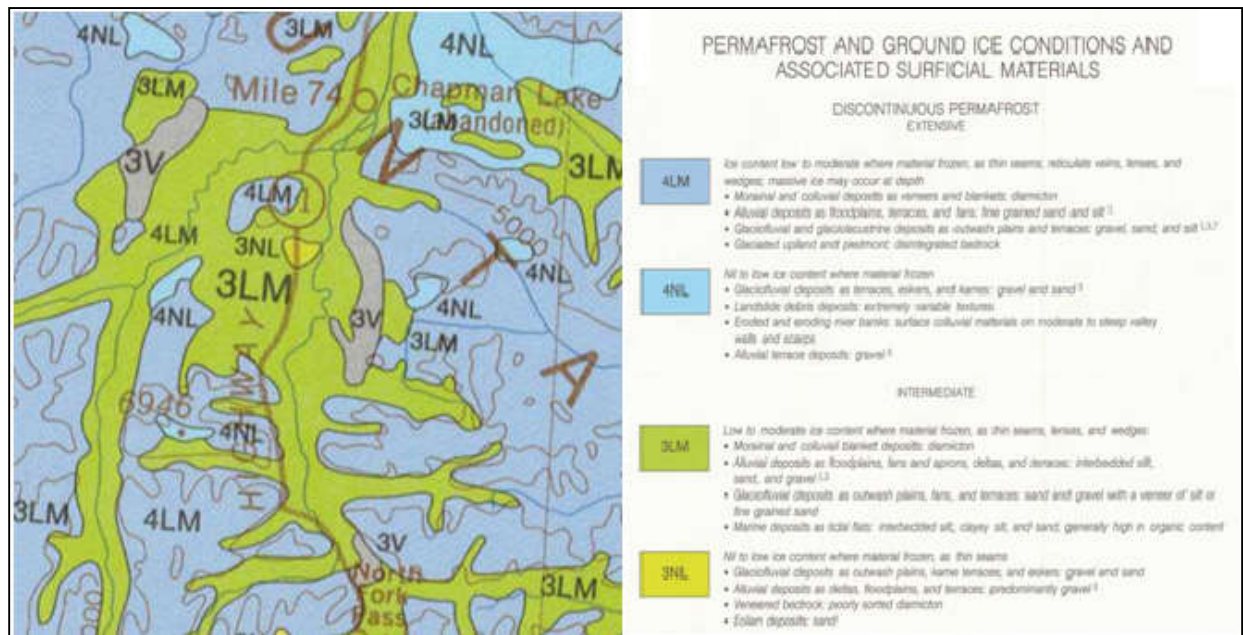 4NL
3LM
4NL
3LM
Mile 74
Chapman Lake
3LM
(abandoned)
3V
3LM
4LM
1
N
5000
4LM
3NL
T
4NL
3LM
4NL
4NL
3V
3LM
A
6946
4NL
HIGHWAY
3LM
4LM
3V
North
Fork
Pass
3LM
PERMAFROST AND GROUND ICE CONDITIONS AND
ASSOCIATED SURFICIAL MATERIALS
DISCONTINUOUS PERMAFROST
EXTENSIVE
4LM
Ice content low to moderate where material frozen, as thin seams, reticulate veins, lenses, and
wedges; massive ice may occur at depth
• Morainal and colluvial deposits as veneers and blankets: diamicton
• Alluvial deposits as floodplains, terraces, and fans: fine grained sand and silt
• Glaciofluvial and glaciolacustrine deposits as outwash plains and terraces: gravel, sand, and silt
• Glaciated upland and piedmont: disintegrated bedrock
4NL
Nil to low ice content where material frozen
• Glaciofluvial deposits as terraces, eskers, and kames: gravel and sand
• Landslide debris deposits: extremely variable textures
• Eroded and eroding river banks: surface colluvial materials on moderate to steep valley
walls and scarps
• Alluvial terrace deposits: gravel
INTERMEDIATE
3LM
Low to moderate ice content where material frozen, as thin seams, lenses, and wedges:
• Morainal and colluvial blankett deposits: diamicton
• Alluvial deposits as floodplains, fans and aprons, deltas, and terraces: interbedded silt,
sand, and gravel
• Glaciofluvial deposits as outwash plains, fans, and terraces: sand and gravel with a veneer of silt or
fine grained sand
• Marine deposits as tidal flats: interbedded silt, clayey silt, and sand; generally high in organic content
3NL
Nil to low ice content where material frozen, as thin seams
• Glaciofluvial deposits as outwash plains, kame terraces, and eskers: gravel and sand
• Alluvial deposits as deltas, floodplains, and terraces: predominantly gravel
• Veneered bedrock: poorly sorted diamicton
• Eolian deposits: sand